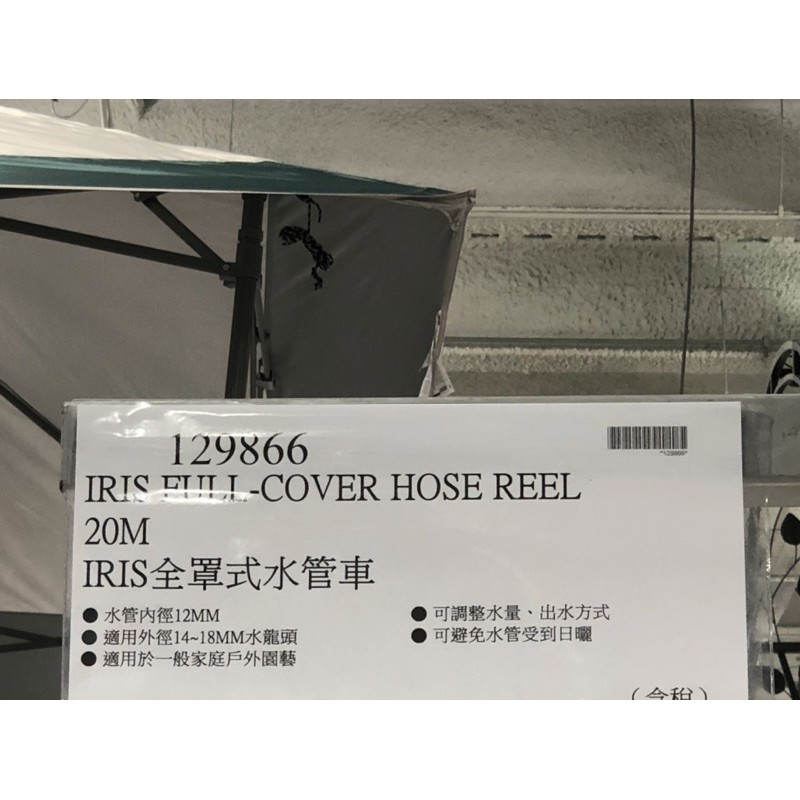 129866
*129866*
IRIS FULL-COVER HOSE REEL
20M
IRIS全罩式水管車
● 水管內徑12MM
● 適用外徑14~18MM水龍頭
● 適用於一般家庭戶外園藝
● 可調整水量、出水方式
● 可避免水管受到日曬
(含稅)